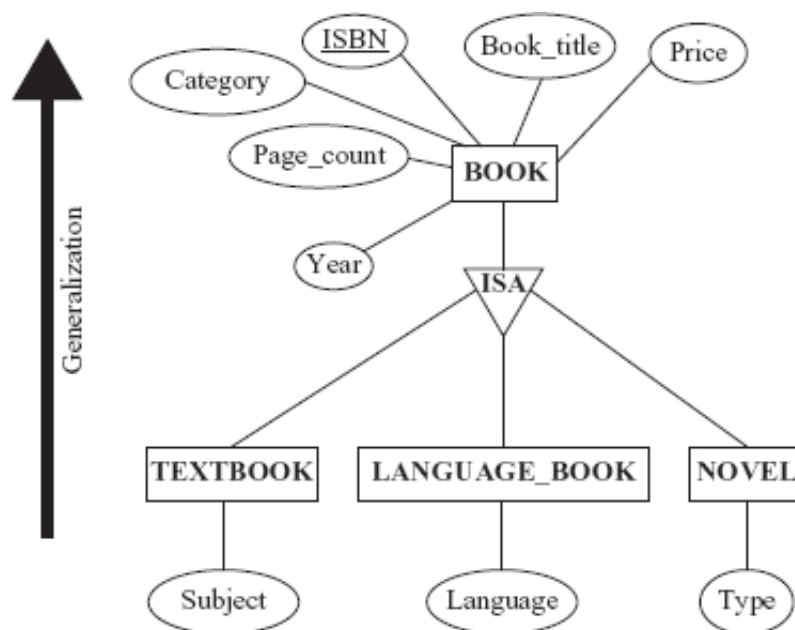 ISBN
Book_title
Price
Category
Page_count
BOOK
Year
ISA
Generalization
TEXTBOOK
LANGUAGE_BOOK
NOVEL
Subject
Language
Type